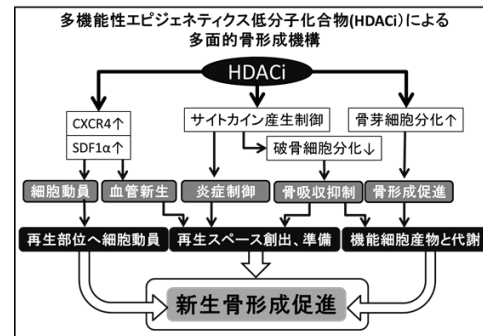 多機能性エピジェネティクス低分子化合物(HDACi)による
多面的骨形成機構
HDACi
CXCR4↑
SDF1α↑
サイトカイン産生制御
骨芽細胞分化↑
破骨細胞分化↓
細胞動員
血管新生
炎症制御
骨吸収抑制
骨形成促進
再生部位へ細胞動員
再生スペース創出、準備
機能細胞産物と代謝
新生骨形成促進